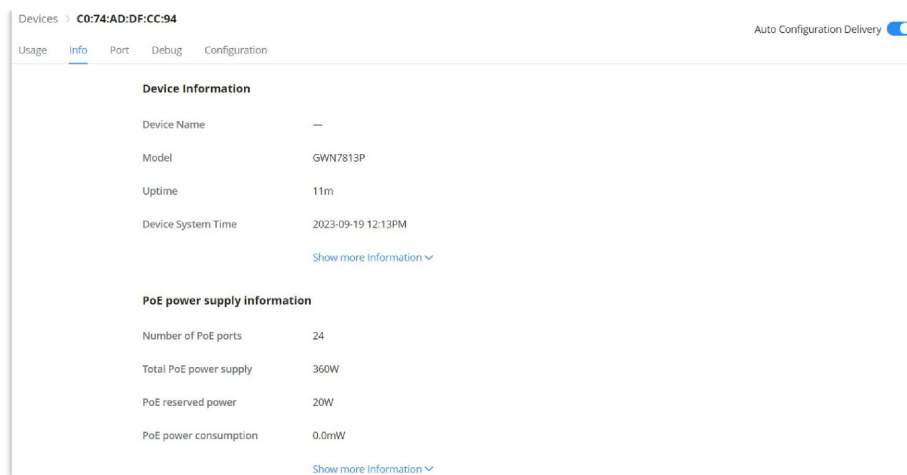 Devices > C0:74:AD:DF:CC:94
Auto Configuration Delivery
Usage Info Port Debug Configuration
Device Information
Device Name —
Model GWN7813P
Uptime 11m
Device System Time 2023-09-19 12:13PM
Show more Information
PoE power supply information
Number of PoE ports 24
Total PoE power supply 360W
PoE reserved power 20W
PoE power consumption 0.0mW
Show more Information